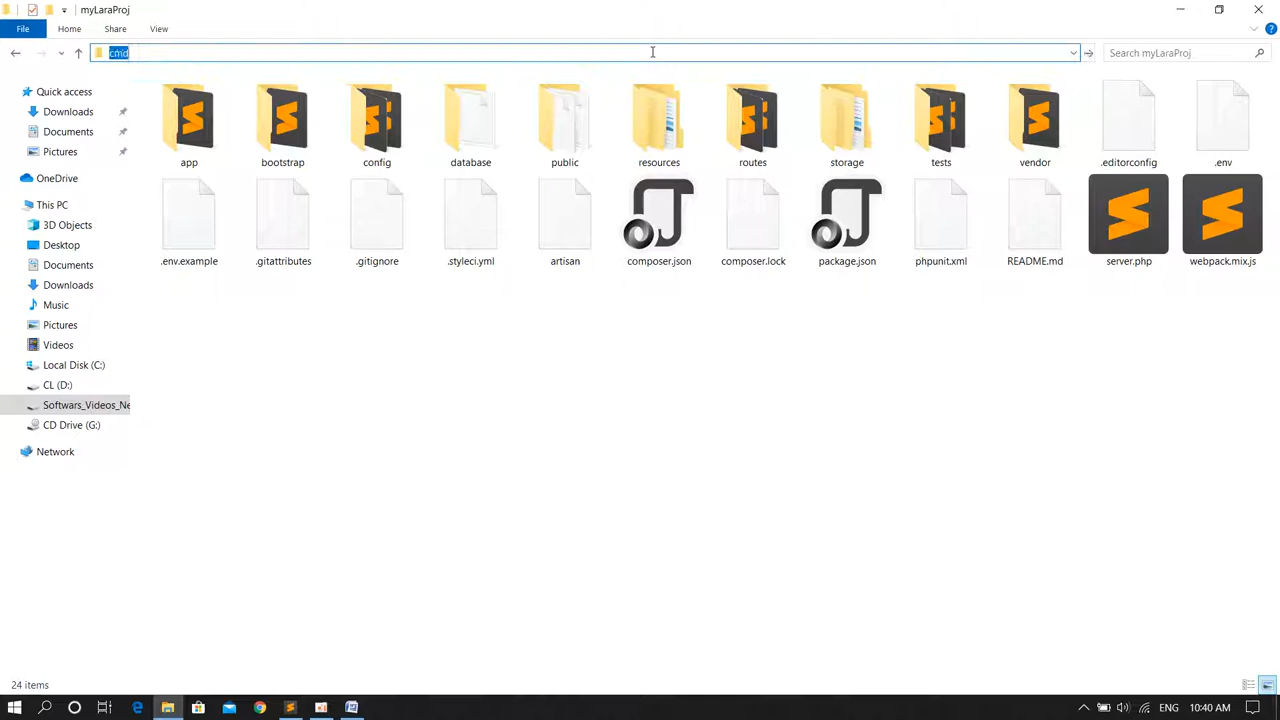 myLaraProj
File Home Share View
cmd
Search myLaraProj
Quick access
Downloads
Documents
Pictures
OneDrive
This PC
3D Objects
Desktop
Documents
Downloads
Music
Pictures
Videos
Local Disk (C:)
CL (D:)
Softwars_Videos_Ne
CD Drive (G:)
Network
app bootstrap config database public resources routes storage tests vendor .editorconfig .env
.env.example .gitattributes .gitignore .styleci.yml artisan composer.json composer.lock package.json phpunit.xml README.md server.php webpack.mix.js
24 items
ENG 10:40 AM